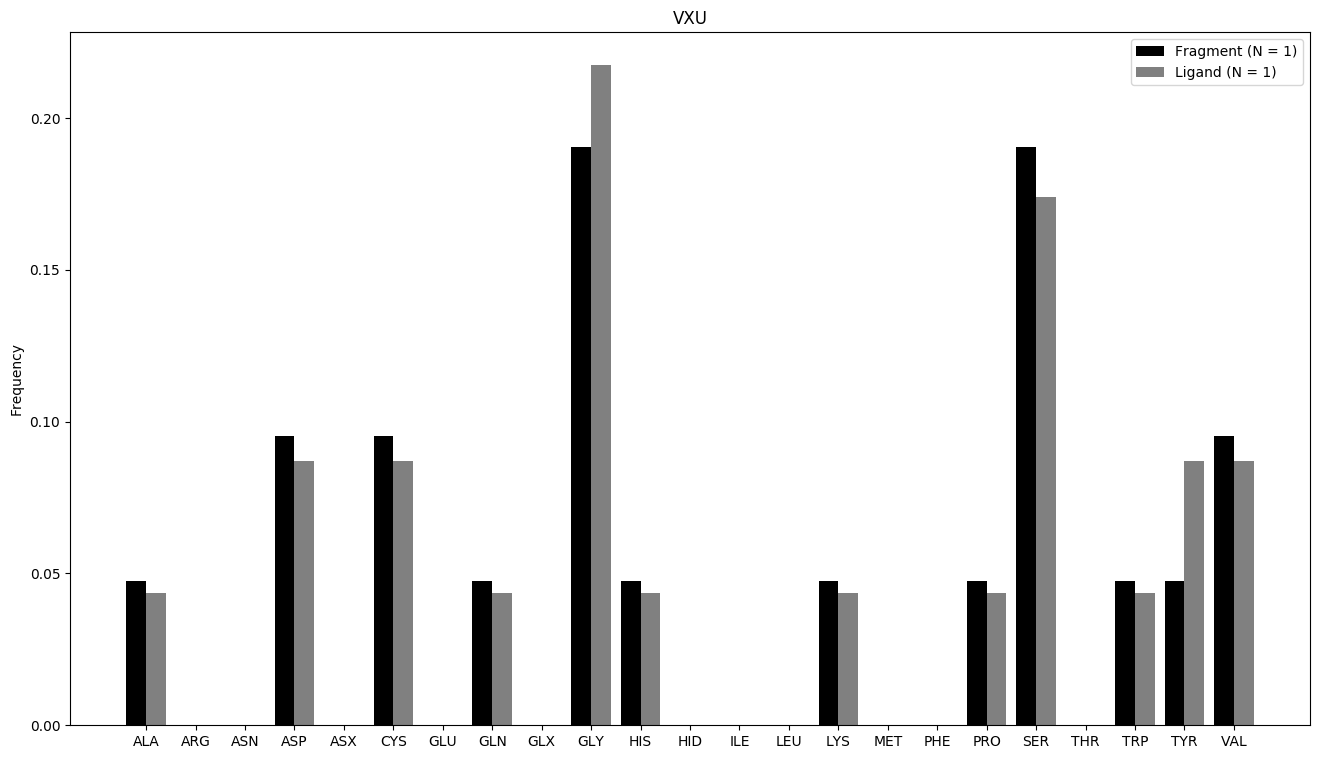 VXU
Fragment (N = 1)
Ligand (N = 1)
Frequency
0.20
0.15
0.10
0.05
0.00
ALA ARG ASN ASP ASX CYS GLU GLN GLX GLY HIS HID ILE LEU LYS MET PHE PRO SER THR TRP TYR VAL